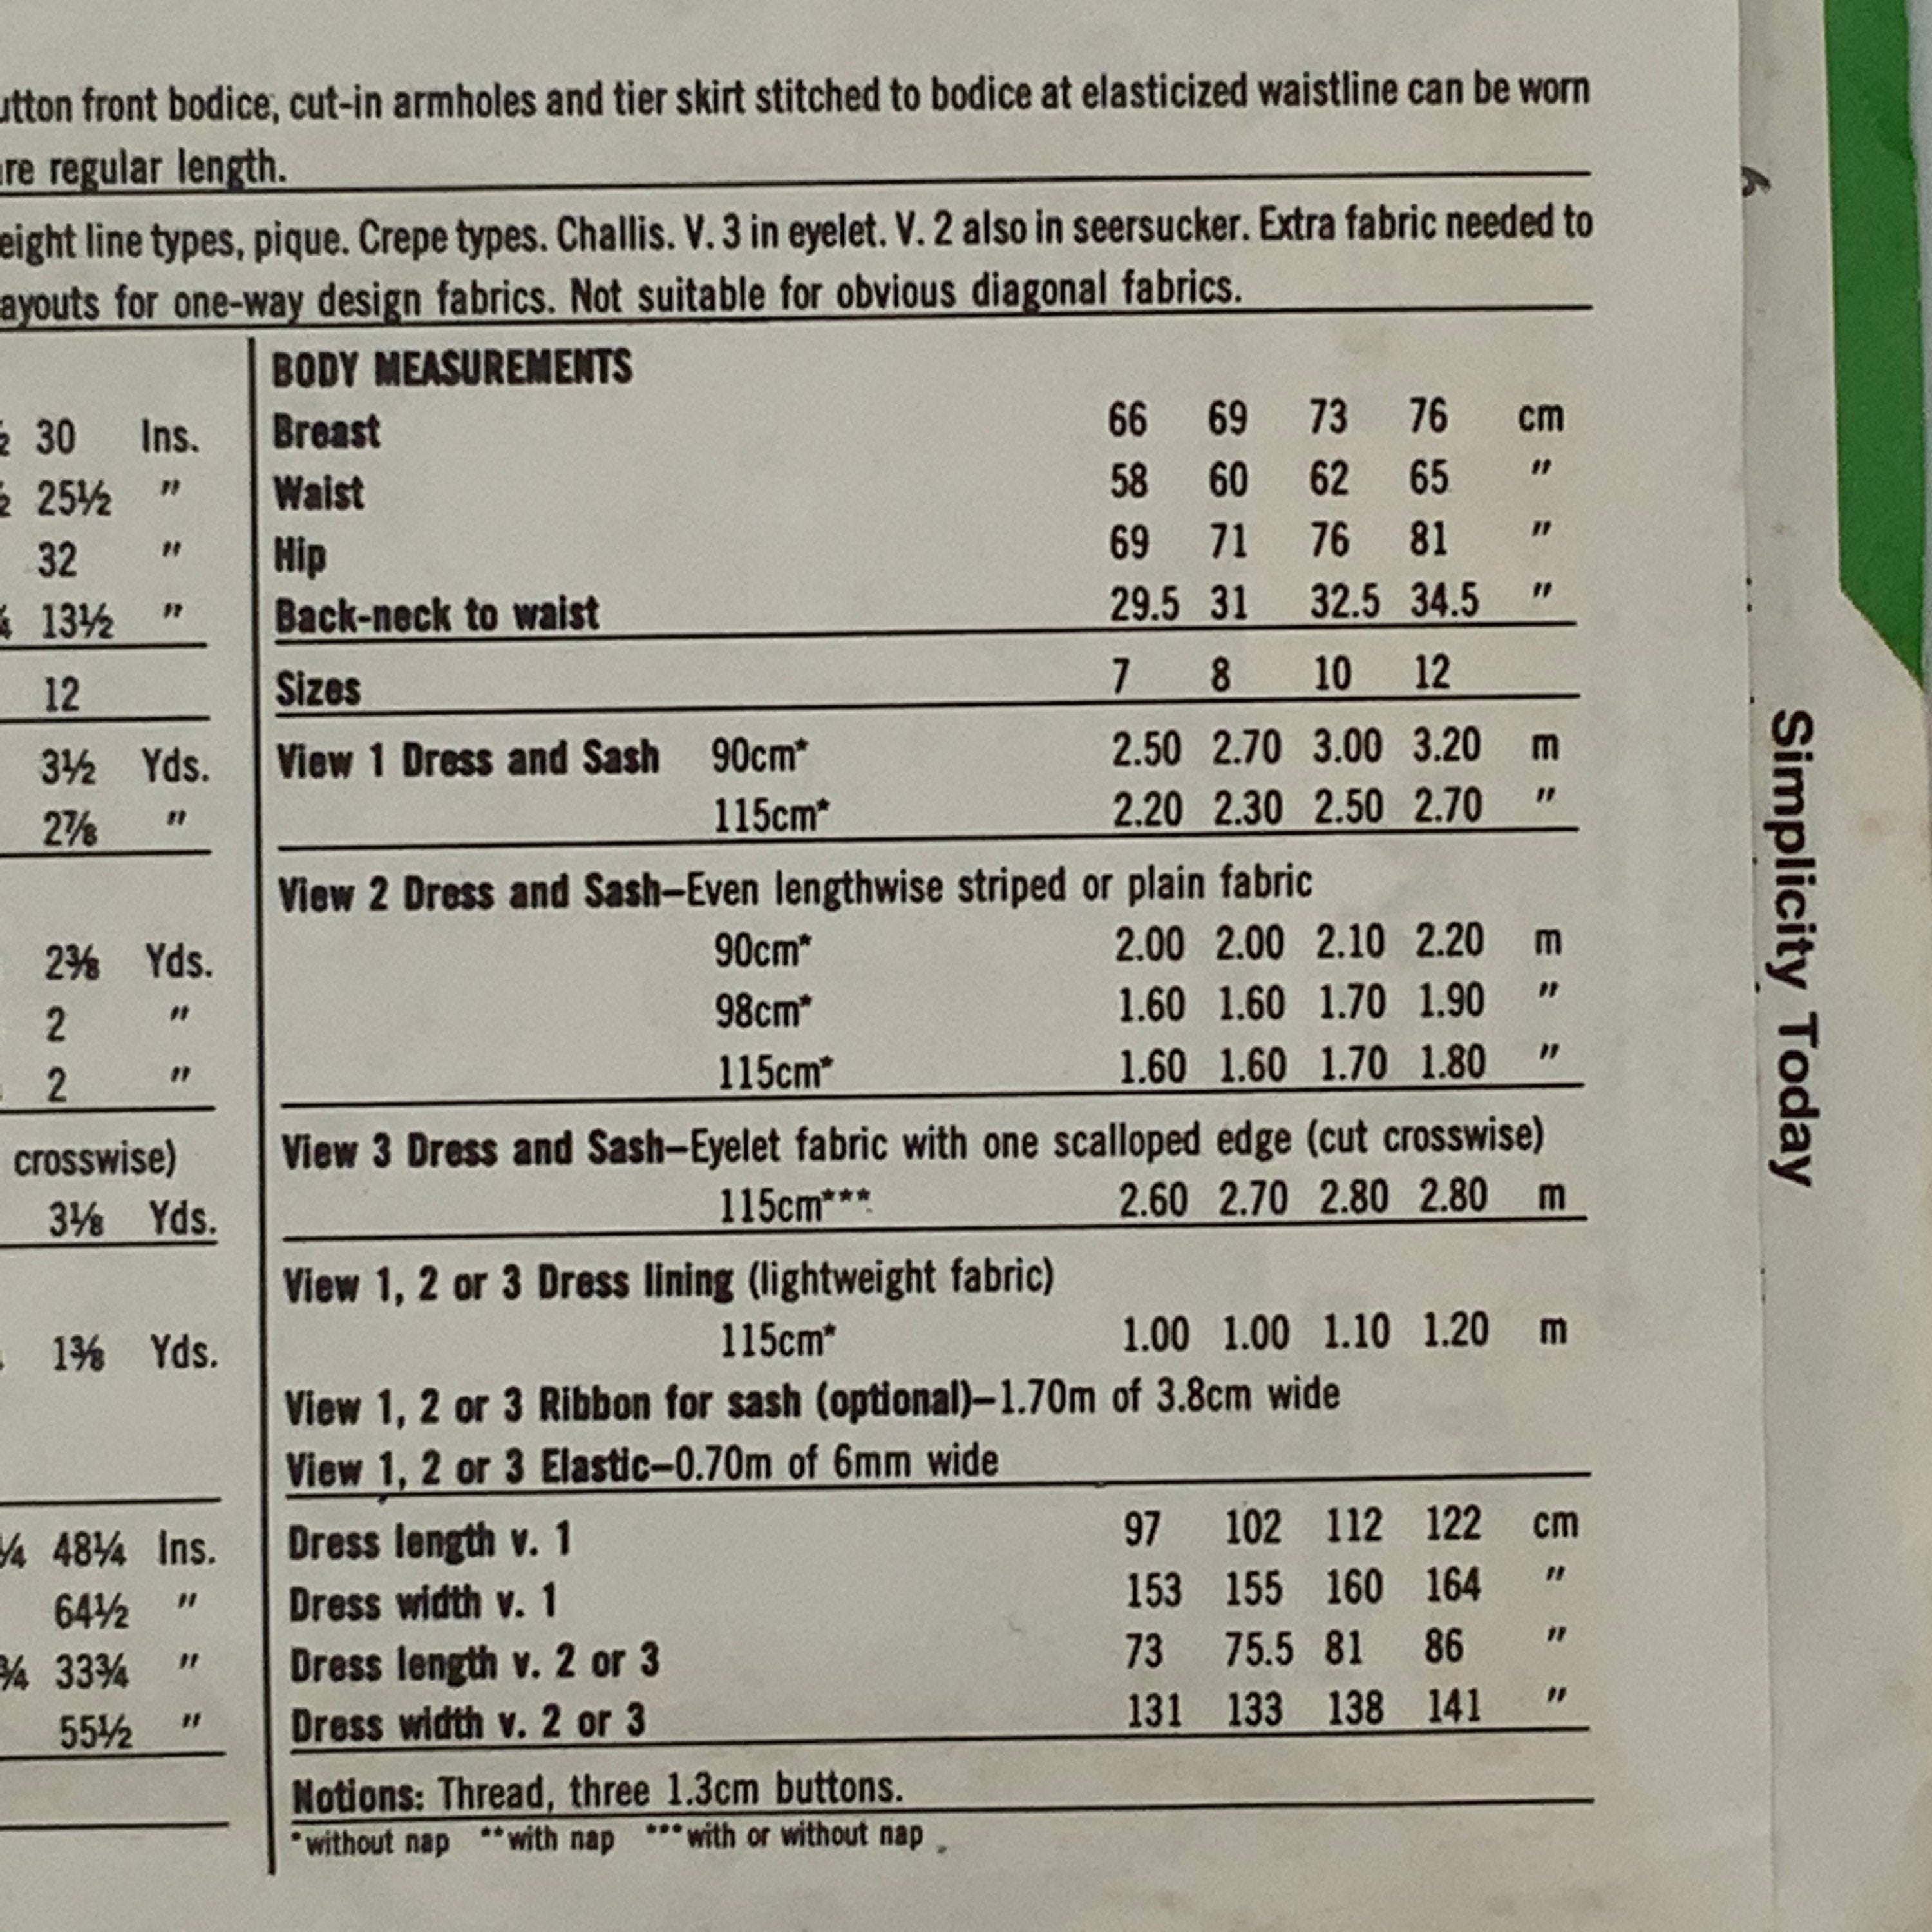 utton front bodice, cut-in armholes and tier skirt stitched to bodice at elasticized waistline can be worn
are regular length.
eight line types, pique. Crepe types. Challis. V. 3 in eyelet. V. 2 also in seersucker. Extra fabric needed to
ayouts for one-way design fabrics. Not suitable for obvious diagonal fabrics.
30 Ins.
25½ "
32 "
13½ "
12
3½ Yds.
2⅞ "
2⅜ Yds.
2 "
2 "
crosswise)
3⅛ Yds.
1⅜ Yds.
¼ 48¼ Ins.
64½ "
¾ 33¾ "
55½ "
BODY MEASUREMENTS
Breast 66 69 73 76 cm
Waist 58 60 62 65 "
Hip 69 71 76 81 "
Back-neck to waist 29.5 31 32.5 34.5 "
Sizes 7 8 10 12
View 1 Dress and Sash 90cm* 2.50 2.70 3.00 3.20 m
115cm* 2.20 2.30 2.50 2.70 "
View 2 Dress and Sash–Even lengthwise striped or plain fabric
90cm* 2.00 2.00 2.10 2.20 m
98cm* 1.60 1.60 1.70 1.90 "
115cm* 1.60 1.60 1.70 1.80 "
View 3 Dress and Sash–Eyelet fabric with one scalloped edge (cut crosswise)
115cm*** 2.60 2.70 2.80 2.80 m
View 1, 2 or 3 Dress lining (lightweight fabric)
115cm* 1.00 1.00 1.10 1.20 m
View 1, 2 or 3 Ribbon for sash (optional)–1.70m of 3.8cm wide
View 1, 2 or 3 Elastic–0.70m of 6mm wide
Dress length v. 1 97 102 112 122 cm
Dress width v. 1 153 155 160 164 "
Dress length v. 2 or 3 73 75.5 81 86 "
Dress width v. 2 or 3 131 133 138 141 "
Notions: Thread, three 1.3cm buttons.
*without nap **with nap ***with or without nap
Simplicity Today